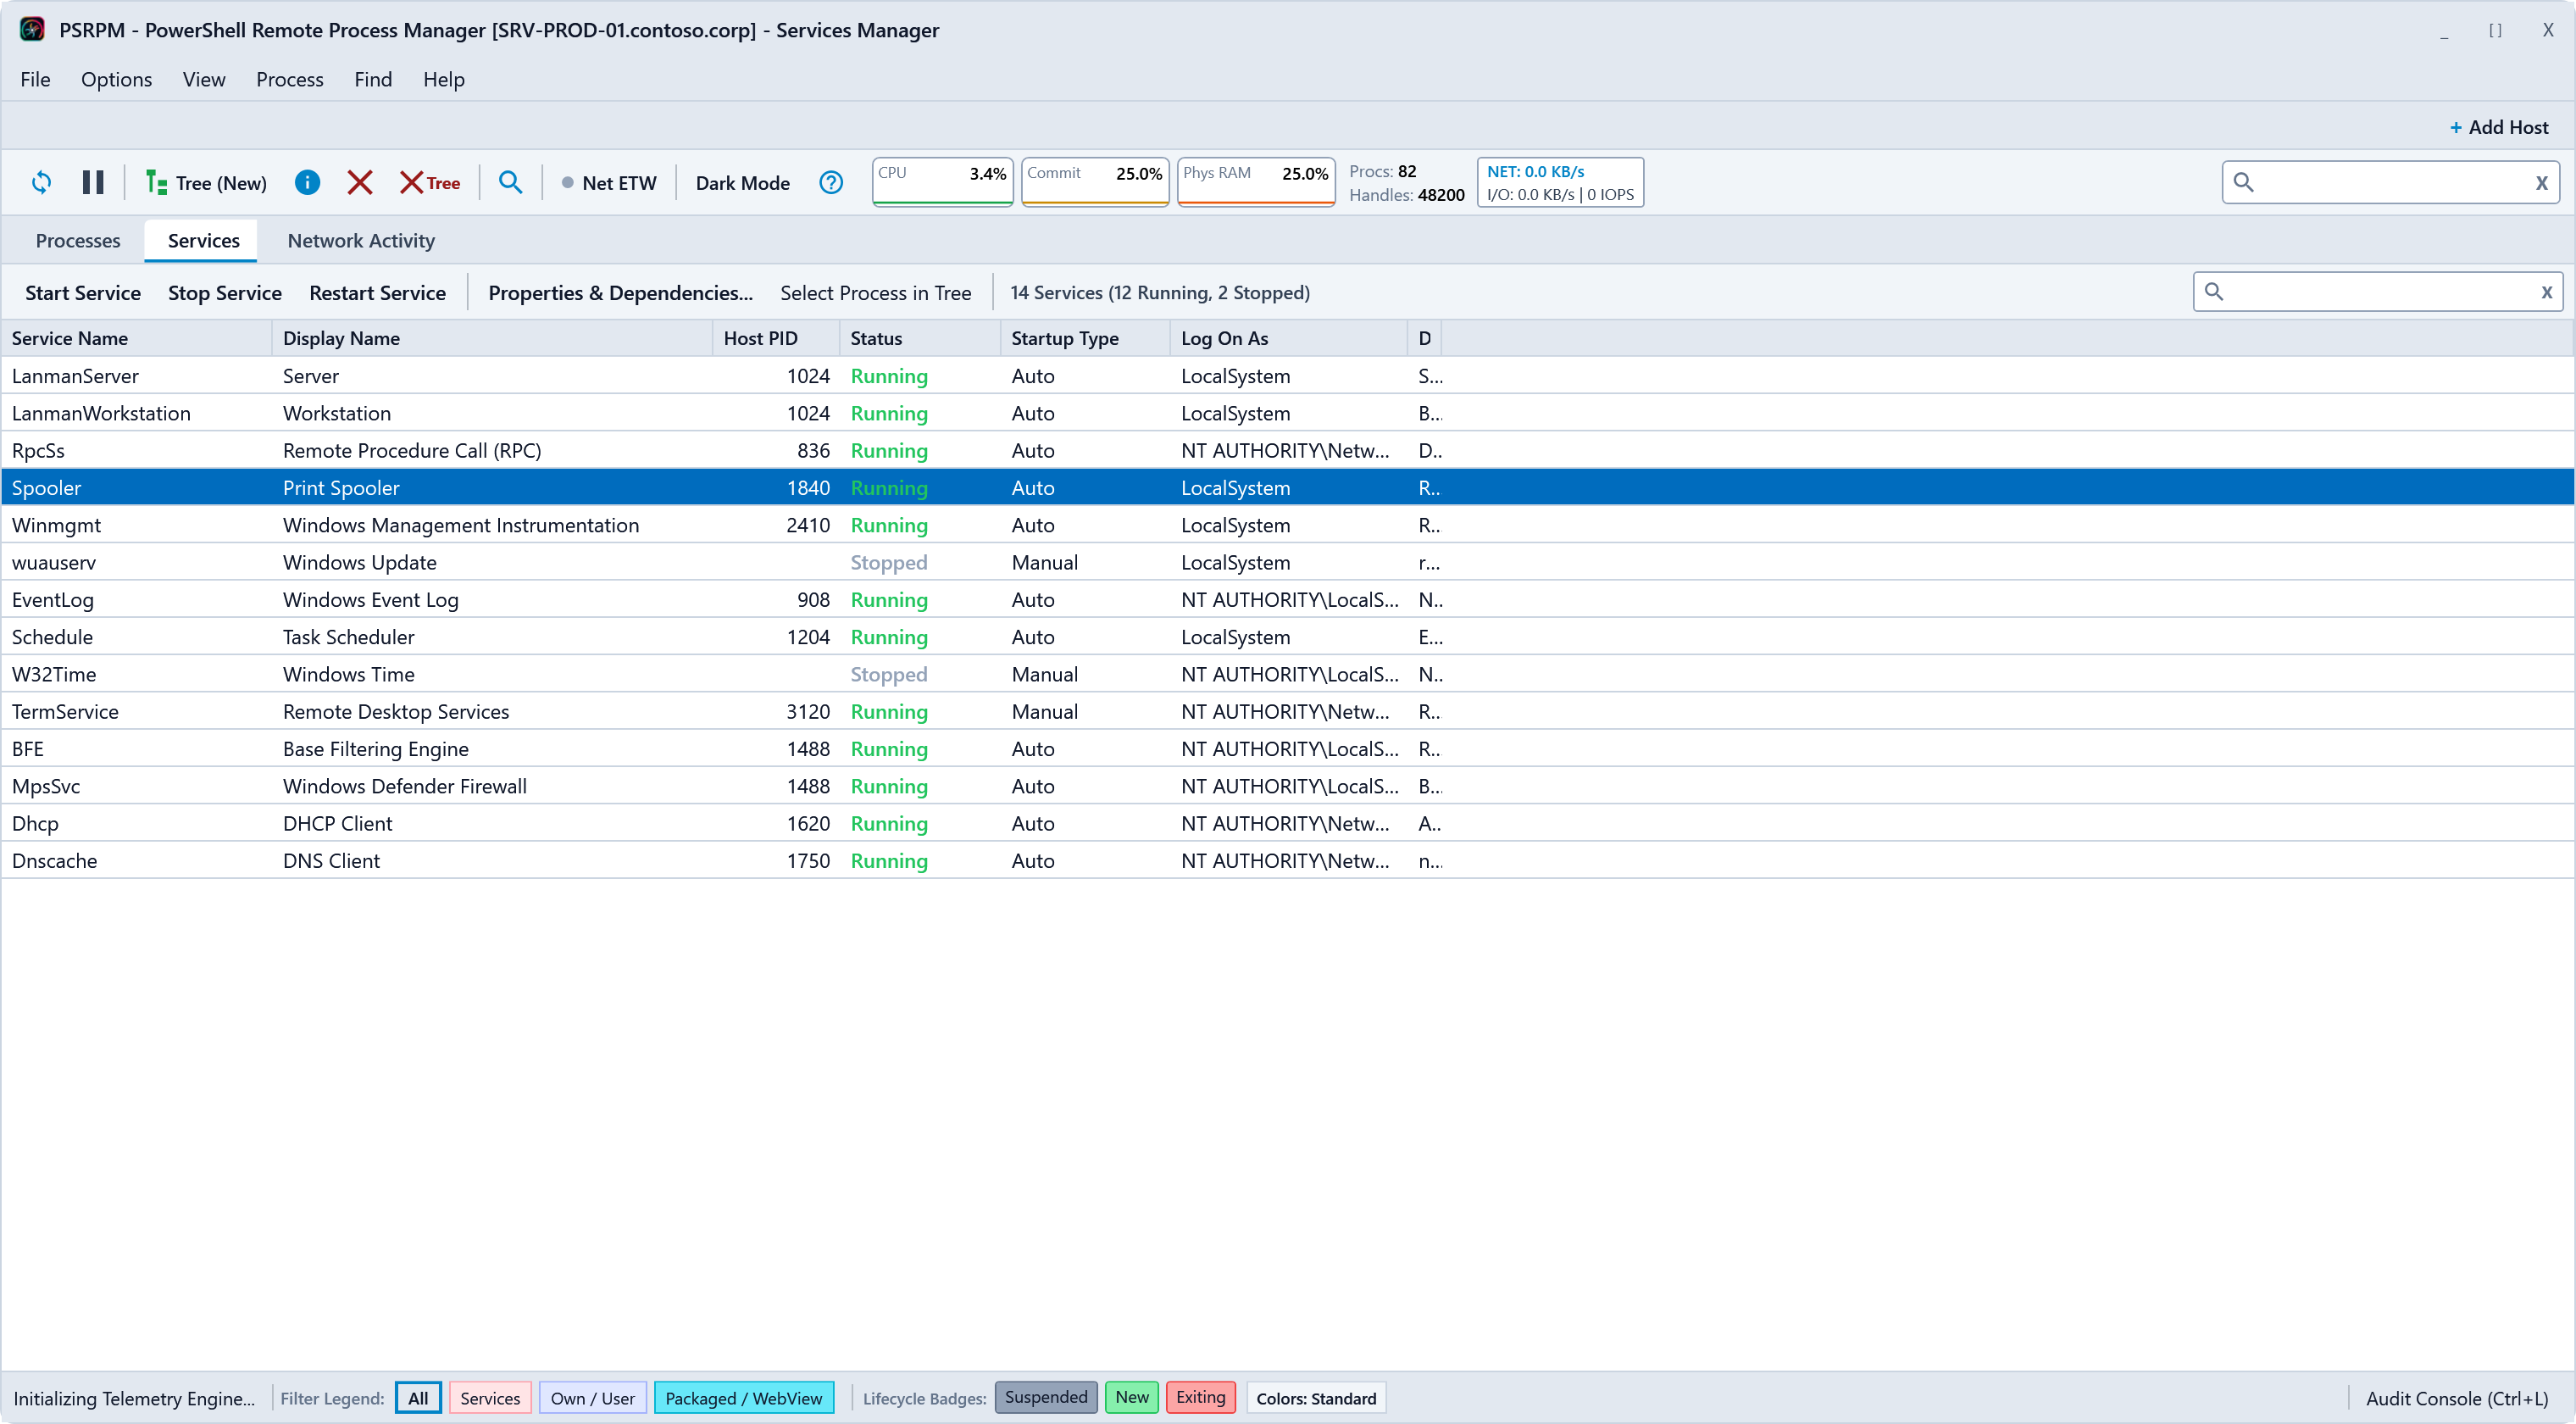 PSRPM - PowerShell Remote Process Manager [SRV-PROD-01.contoso.corp] - Services Manager
File Options View Process Find Help
+ Add Host
Tree (New) Tree Net ETW Dark Mode CPU 3.4% Commit 25.0% Phys RAM 25.0% Procs: 82 NET: 0.0 KB/s
Handles: 48200 I/O: 0.0 KB/s | 0 IOPS
X
Processes Services Network Activity
Start Service Stop Service Restart Service Properties & Dependencies... Select Process in Tree 14 Services (12 Running, 2 Stopped) X
Service Name Display Name Host PID Status Startup Type Log On As D
LanmanServer Server 1024 Running Auto LocalSystem S...
LanmanWorkstation Workstation 1024 Running Auto LocalSystem B...
RpcSs Remote Procedure Call (RPC) 836 Running Auto NT AUTHORITY\Netw... D..
Spooler Print Spooler 1840 Running Auto LocalSystem R..
Winmgmt Windows Management Instrumentation 2410 Running Auto LocalSystem R..
wuauserv Windows Update Stopped Manual LocalSystem r...
EventLog Windows Event Log 908 Running Auto NT AUTHORITY\LocalS... N..
Schedule Task Scheduler 1204 Running Auto LocalSystem E...
W32Time Windows Time Stopped Manual NT AUTHORITY\LocalS... N..
TermService Remote Desktop Services 3120 Running Manual NT AUTHORITY\Netw... R..
BFE Base Filtering Engine 1488 Running Auto NT AUTHORITY\LocalS... R..
MpsSvc Windows Defender Firewall 1488 Running Auto NT AUTHORITY\LocalS... B..
Dhcp DHCP Client 1620 Running Auto NT AUTHORITY\Netw... A..
Dnscache DNS Client 1750 Running Auto NT AUTHORITY\Netw... n...
Initializing Telemetry Engine... Filter Legend: All Services Own / User Packaged / WebView Lifecycle Badges: Suspended New Exiting Colors: Standard Audit Console (Ctrl+L)